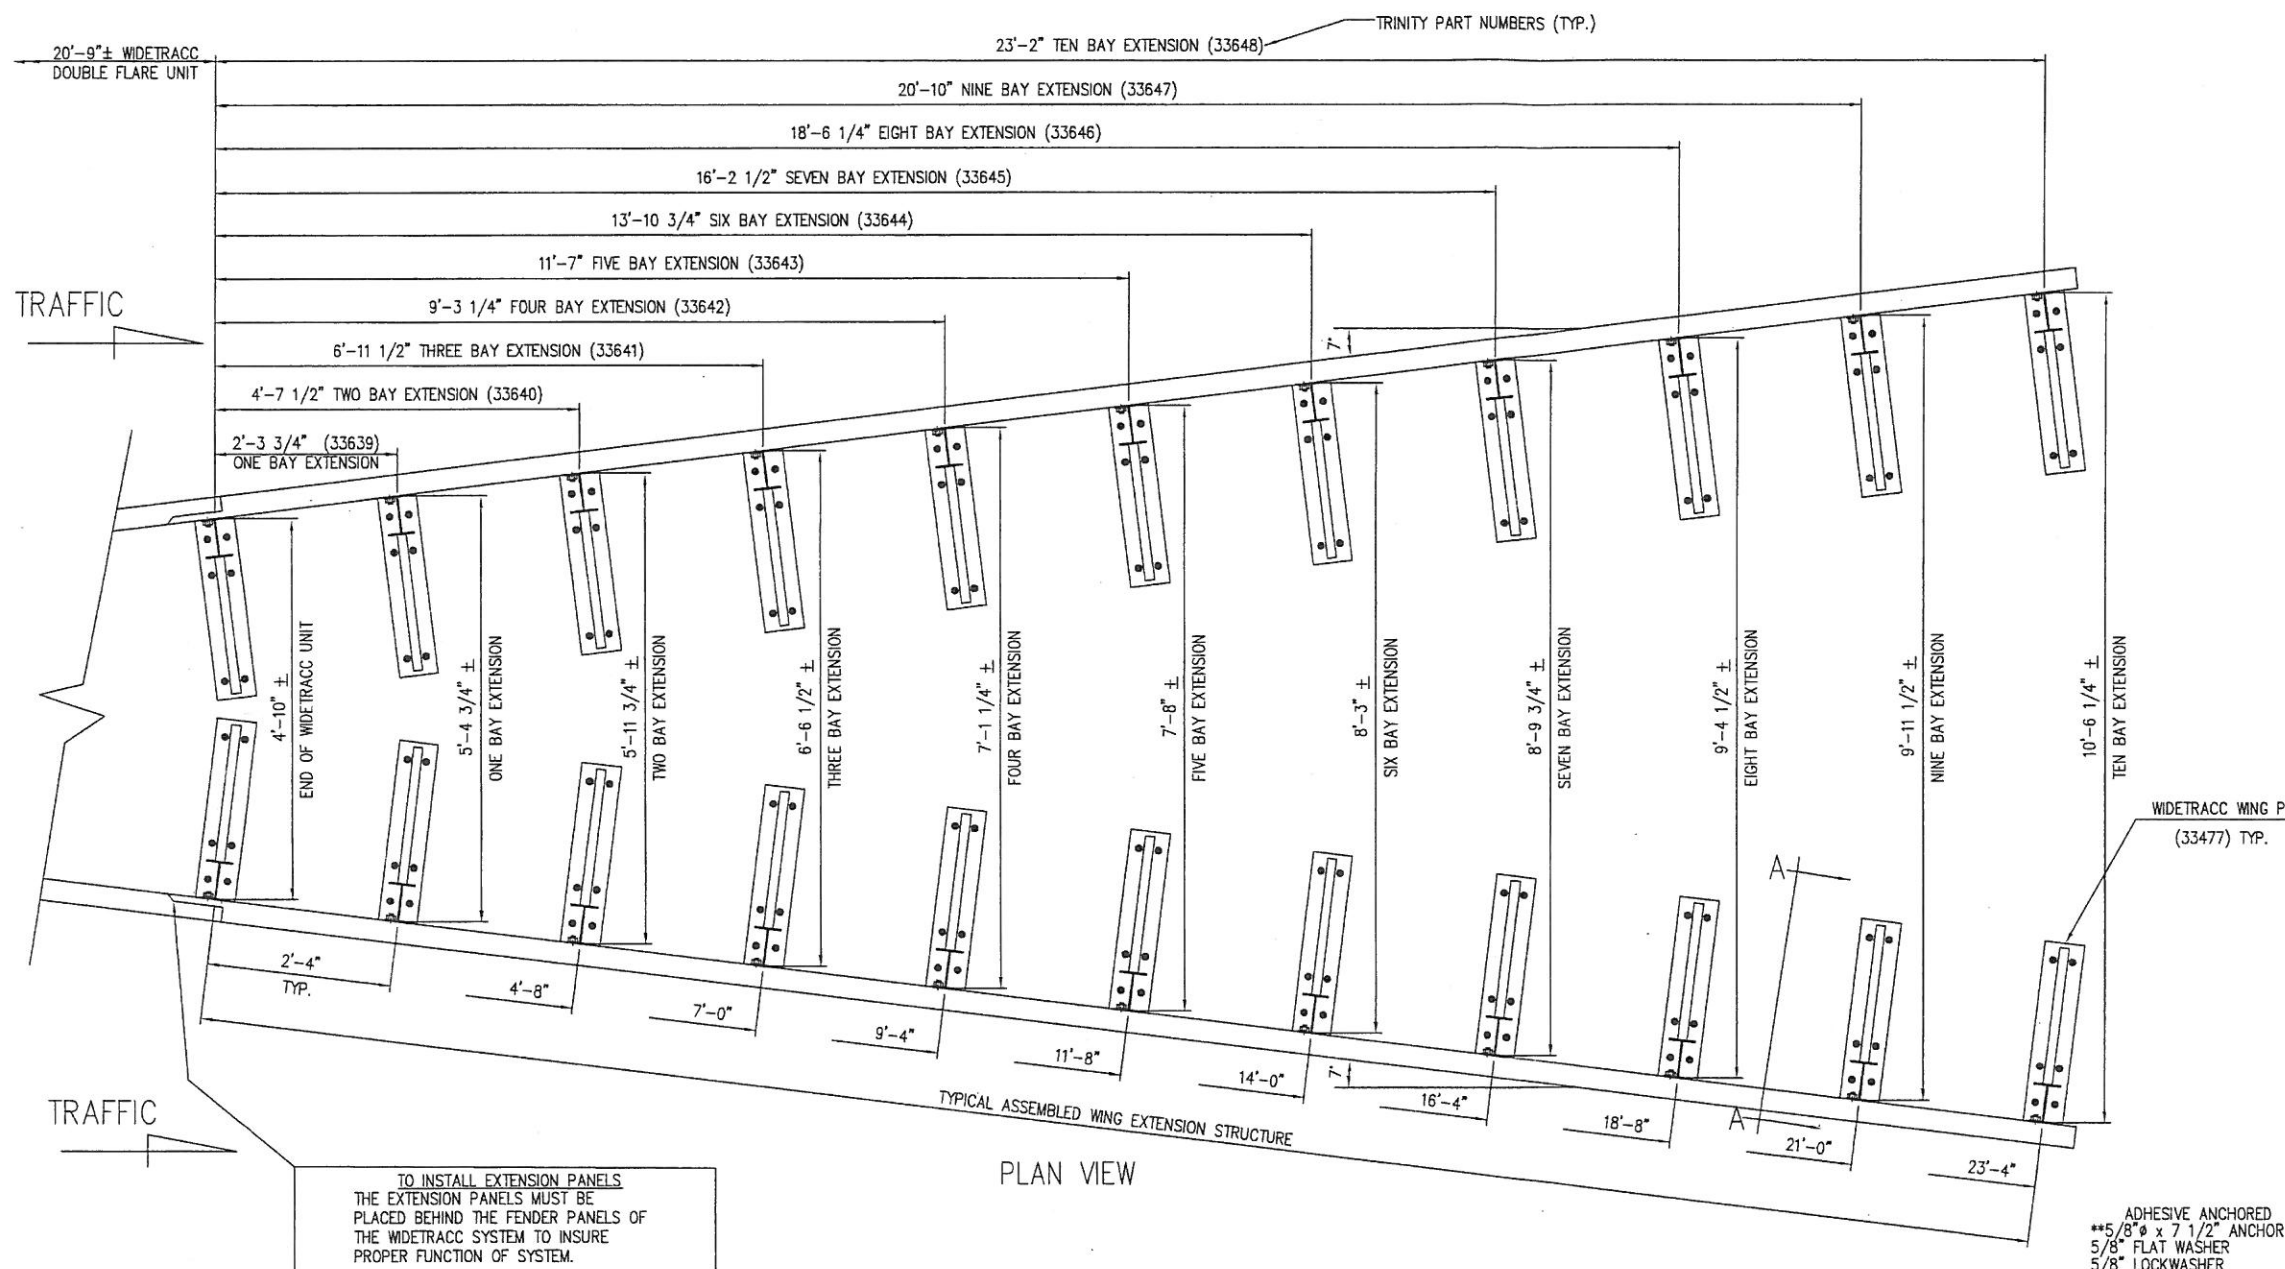 TRINITY PART NUMBERS (TYP.)
20'-9"± WIDETRACC
DOUBLE FLARE UNIT
23'-2" TEN BAY EXTENSION (33648)
20'-10" NINE BAY EXTENSION (33647)
18'-6 1/4" EIGHT BAY EXTENSION (33646)
16'-2 1/2" SEVEN BAY EXTENSION (33645)
13'-10 3/4" SIX BAY EXTENSION (33644)
11'-7" FIVE BAY EXTENSION (33643)
TRAFFIC
9'-3 1/4" FOUR BAY EXTENSION (33642)
6'-11 1/2" THREE BAY EXTENSION (33641)
7°
4'-7 1/2" TWO BAY EXTENSION (33640)
2'-3 3/4" (33639)
ONE BAY EXTENSION
4'-10" ±
END OF WIDETRACC UNIT
5'-4 3/4" ±
ONE BAY EXTENSION
5'-11 3/4" ±
TWO BAY EXTENSION
6'-6 1/2" ±
THREE BAY EXTENSION
7'-1 1/4" ±
FOUR BAY EXTENSION
7'-8" ±
FIVE BAY EXTENSION
8'-3" ±
SIX BAY EXTENSION
8'-9 3/4" ±
SEVEN BAY EXTENSION
9'-4 1/2" ±
EIGHT BAY EXTENSION
9'-11 1/2" ±
NINE BAY EXTENSION
10'-6 1/4" ±
TEN BAY EXTENSION
WIDETRACC WING P
(33477) TYP.
A
A
2'-4"
TYP.
4'-8"
7'-0"
9'-4"
11'-8"
14'-0"
7°
16'-4"
18'-8"
21'-0"
23'-4"
TYPICAL ASSEMBLED WING EXTENSION STRUCTURE
TRAFFIC
PLAN VIEW
TO INSTALL EXTENSION PANELS
THE EXTENSION PANELS MUST BE
PLACED BEHIND THE FENDER PANELS OF
THE WIDETRACC SYSTEM TO INSURE
PROPER FUNCTION OF SYSTEM.
ADHESIVE ANCHORED
**5/8"ø x 7 1/2" ANCHOR
5/8" FLAT WASHER
5/8" LOCKWASHER